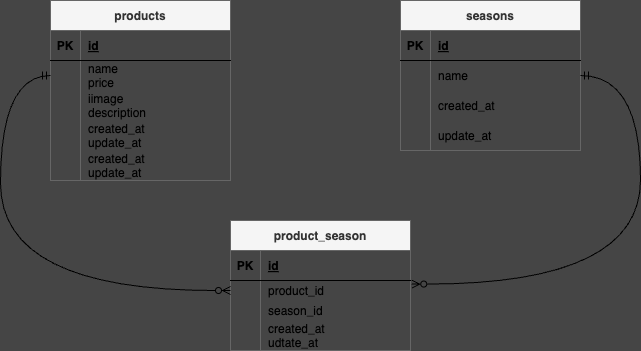 products
PK id
name
price
iimage
description
created_at
update_at
created_at
update_at
seasons
PK id
name
created_at
update_at
product_season
PK id
product_id
season_id
created_at
udtate_at